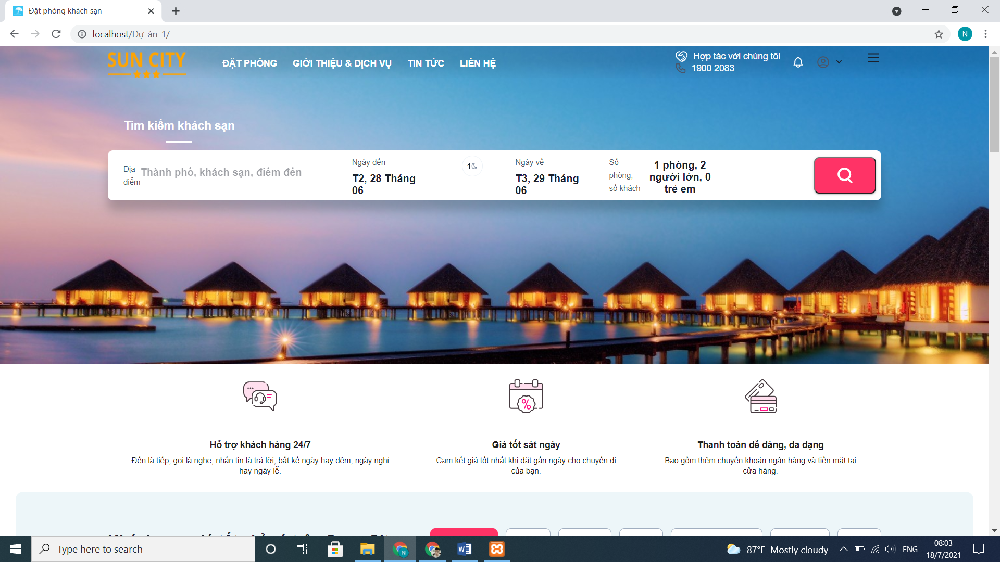 Đặt phòng khách sạn
localhost/Dự_án_1/
N
SUN CITY
ĐẶT PHÒNG
GIỚI THIỆU & DỊCH VỤ
TIN TỨC
LIÊN HỆ
Hợp tác với chúng tôi
1900 2083
Tìm kiếm khách sạn
Địa
điểm
Thành phố, khách sạn, điểm đến
Ngày đến
T2, 28 Tháng
06
1
Ngày về
T3, 29 Tháng
06
Số
phòng,
số khách
1 phòng, 2
người lớn, 0
trẻ em
Hỗ trợ khách hàng 24/7
Đến là tiếp, gọi là nghe, nhắn tin là trả lời, bất kể ngày hay đêm, ngày nghỉ
hay ngày lễ.
Giá tốt sát ngày
Cam kết giá tốt nhất khi đặt gần ngày cho chuyến đi
của bạn.
Thanh toán dễ dàng, đa dạng
Bao gồm thêm chuyển khoản ngân hàng và tiền mặt tại
cửa hàng.
Type here to search
87°F Mostly cloudy
ENG
08:03
18/7/2021